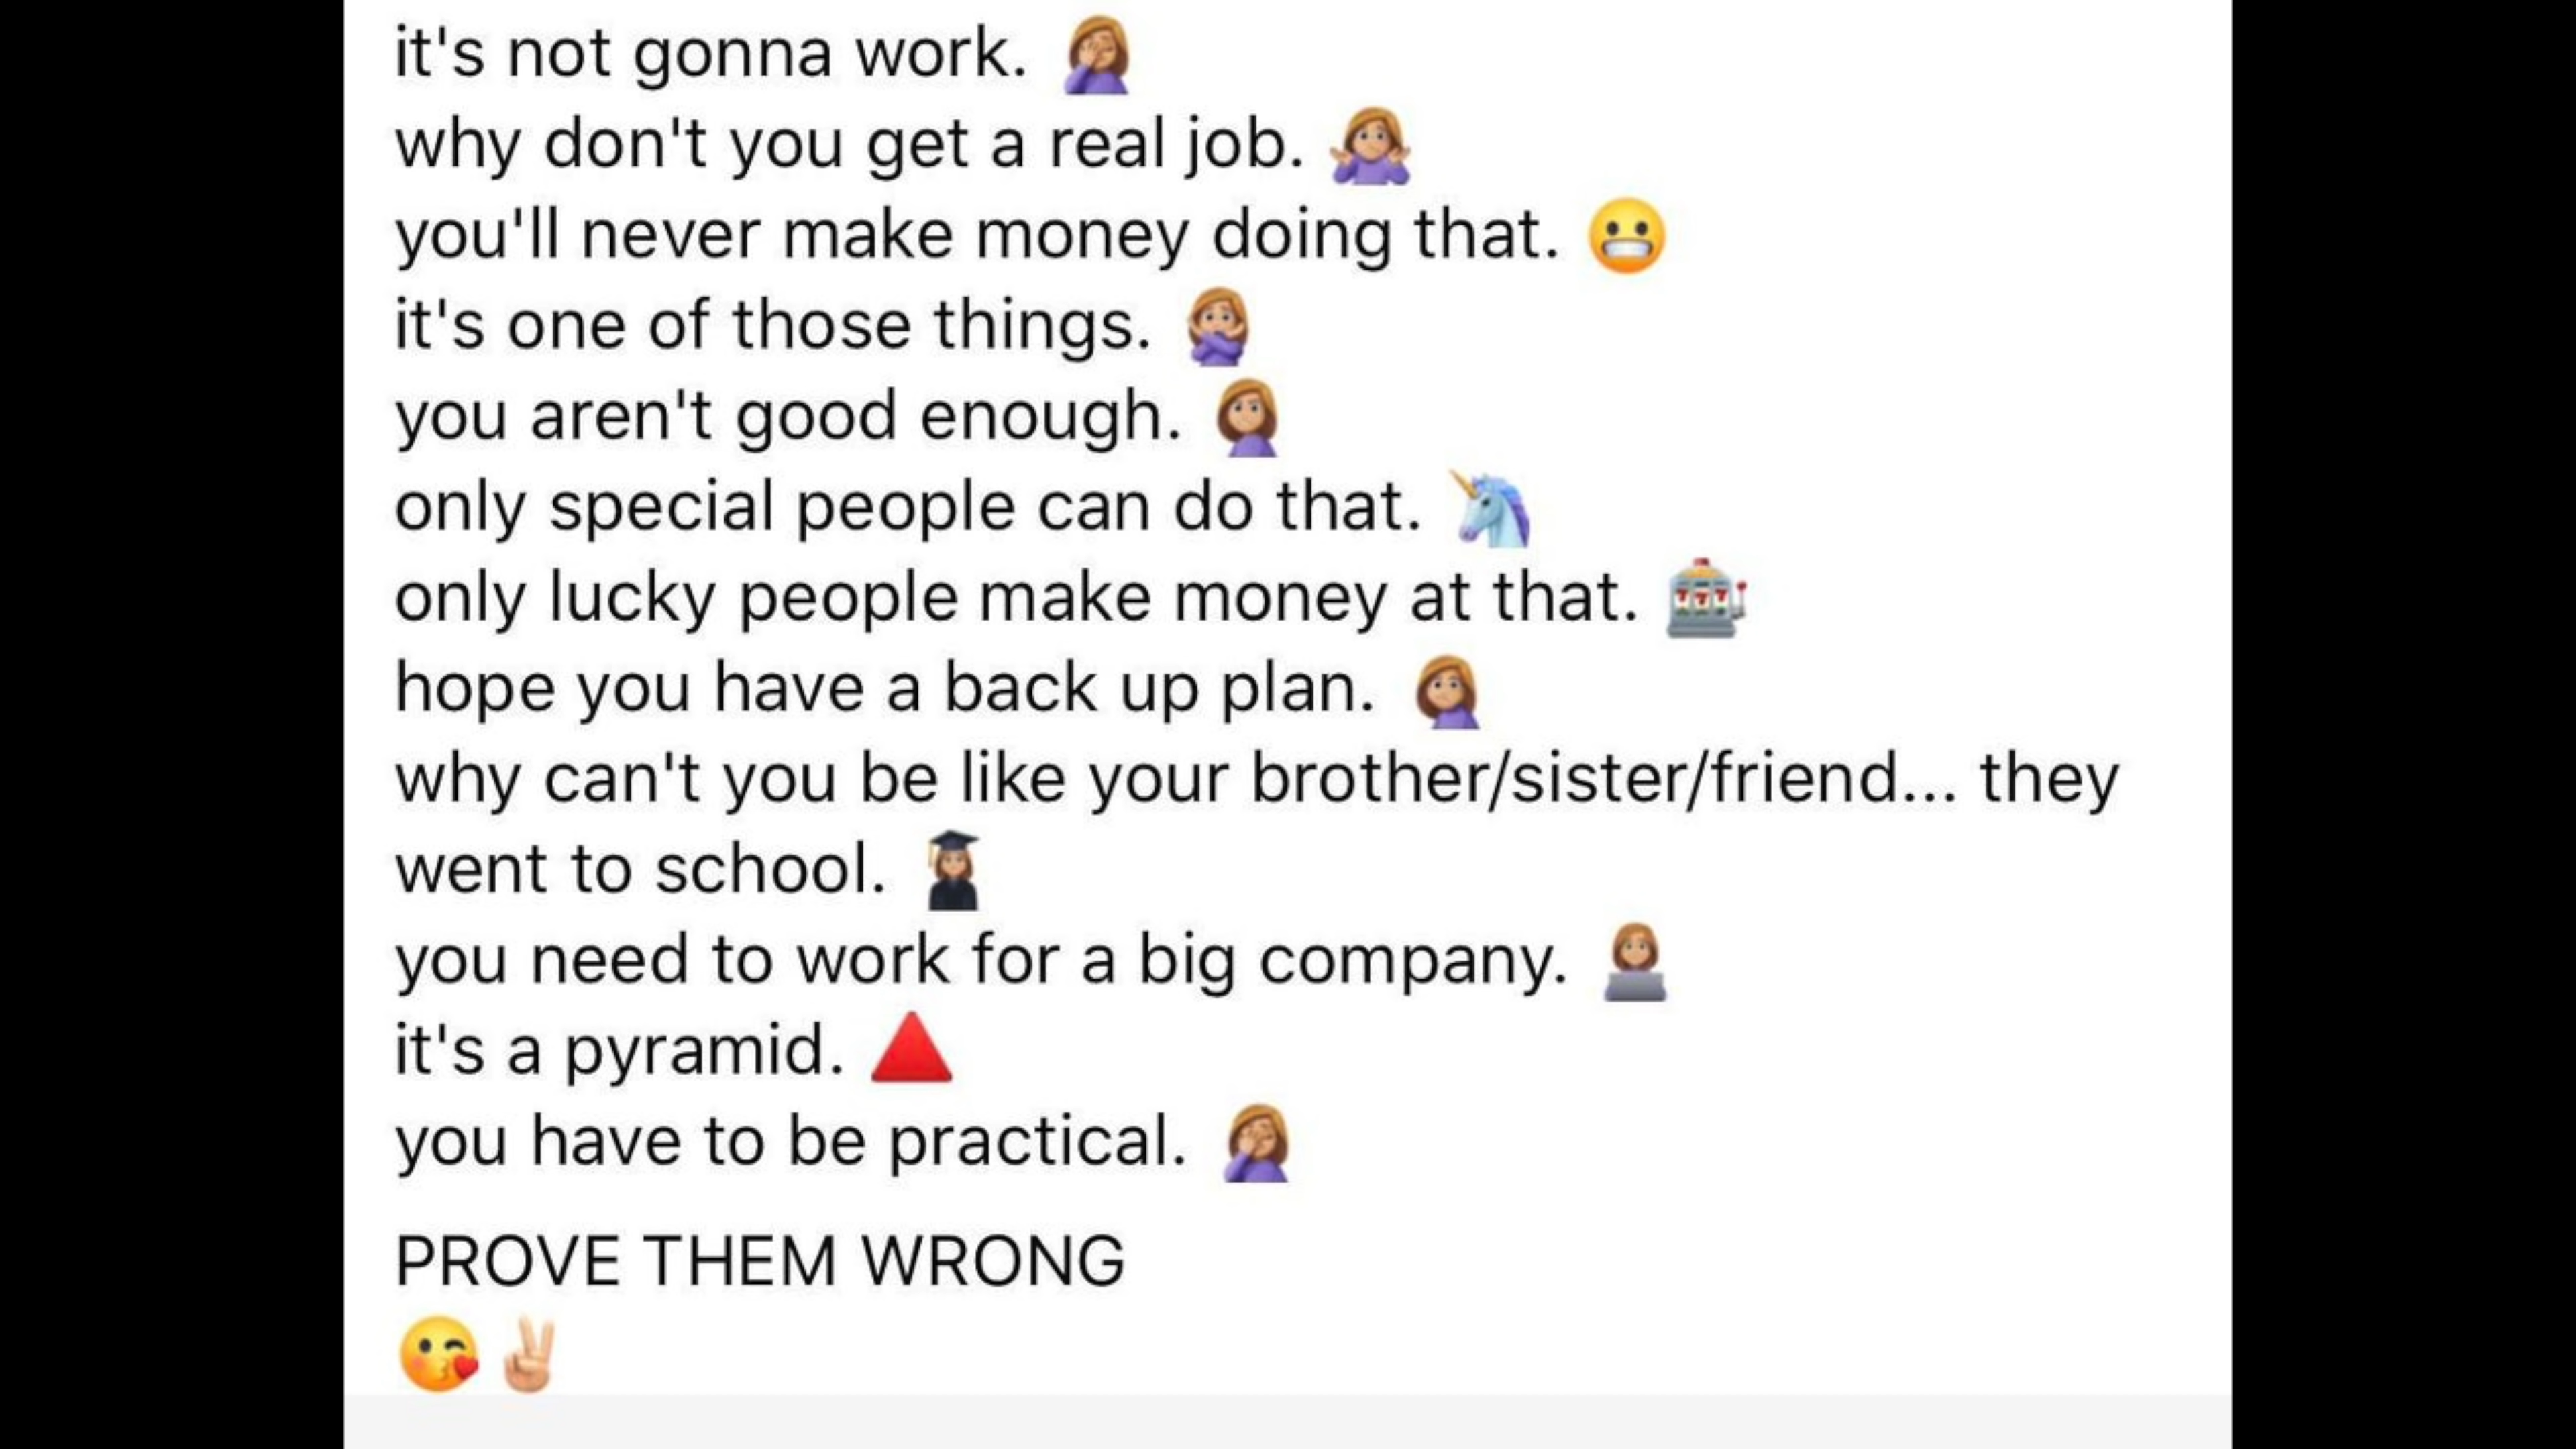 it's not gonna work. 🤦🏼‍♀️
why don't you get a real job. 🤷🏼‍♀️
you'll never make money doing that. 😬
it's one of those things. 🙅🏼‍♀️
you aren't good enough. 🙎🏼‍♀️
only special people can do that. 🦄
only lucky people make money at that. 🎰
hope you have a back up plan. 🙍🏼‍♀️
why can't you be like your brother/sister/friend... they
went to school. 👩🏼‍🎓
you need to work for a big company. 👩🏼‍💻
it's a pyramid. 🔺
you have to be practical. 🤦🏼‍♀️
PROVE THEM WRONG
😘✌🏻